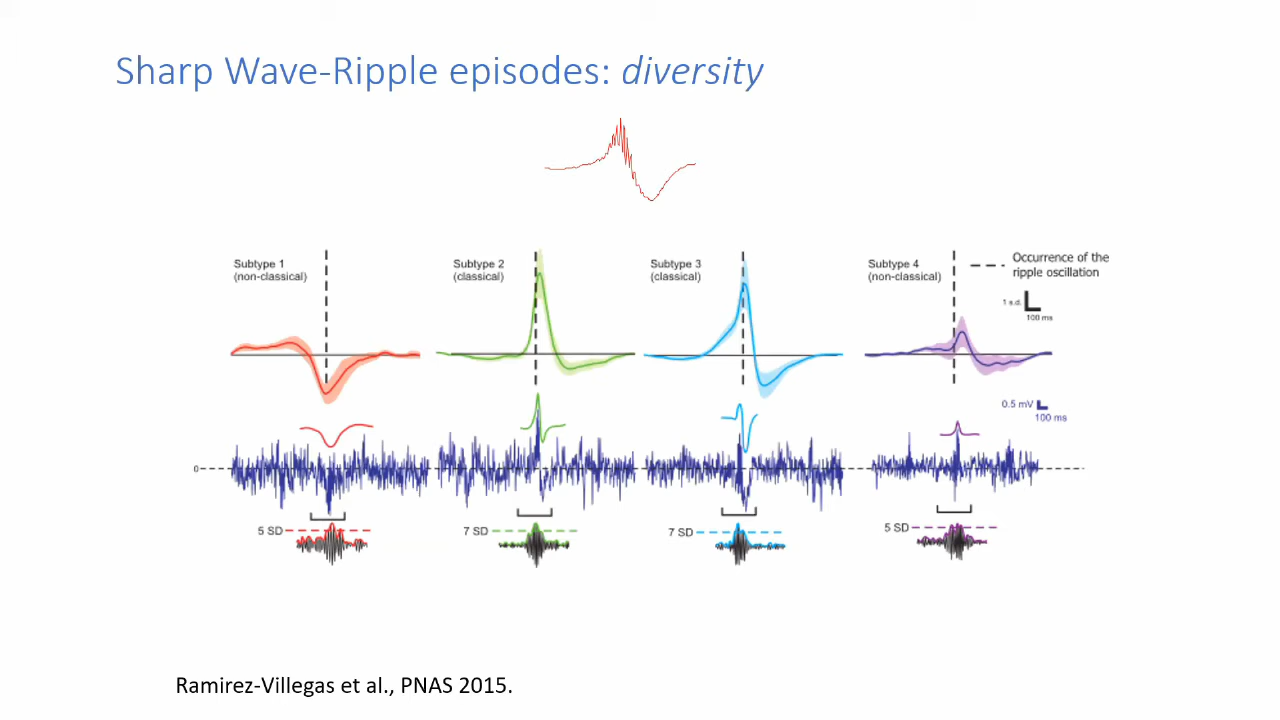 Sharp Wave-Ripple episodes: diversity
Subtype 1
(non-classical)
Subtype 2
(classical)
Subtype 3
(classical)
Subtype 4
(non-classical)
Occurrence of the
ripple oscillation
1 s.d.
100 ms
0.5 mV
100 ms
0
5 SD
7 SD
7 SD
5 SD
Ramirez-Villegas et al., PNAS 2015.